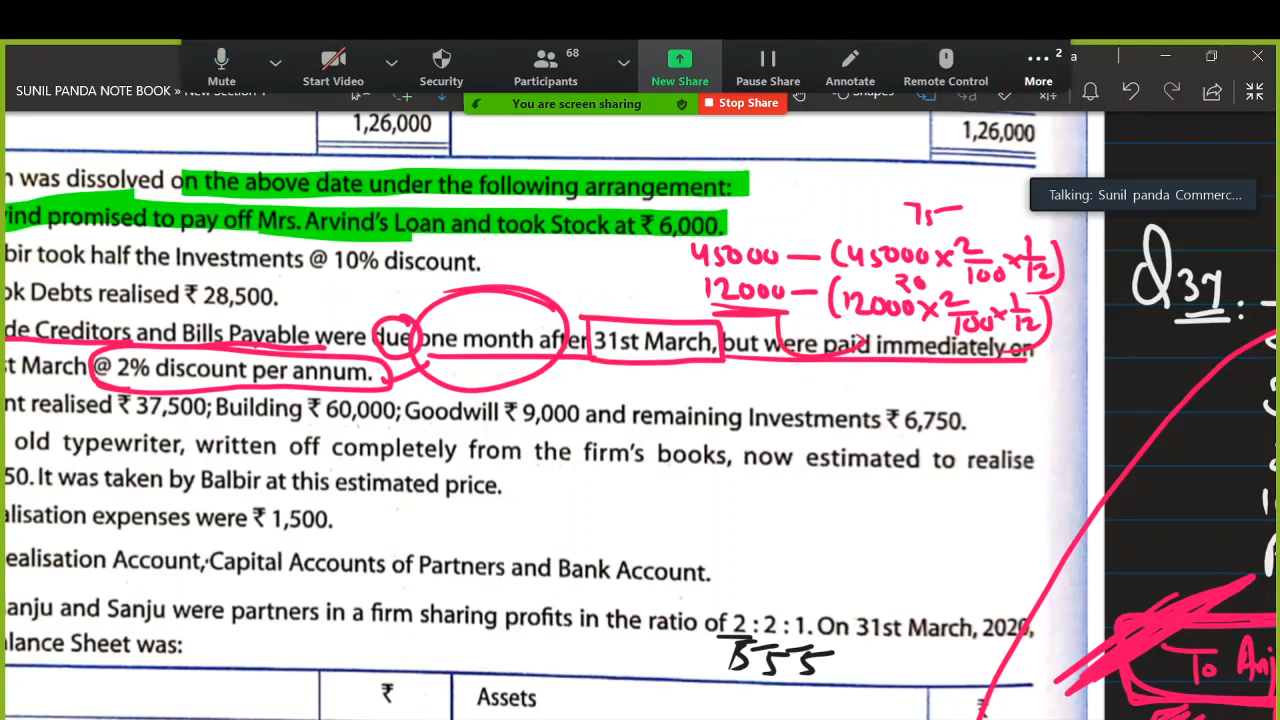 68
2
Mute
Start Video
Security
Participants
New Share
Pause Share
Annotate
Remote Control
More
SUNIL PANDA NOTE BOOK »
You are screen sharing
Stop Share
1,26,000
1,26,000
Talking: Sunil panda Commerc...
n was dissolved on the above date under the following arrangement:
ind promised to pay off Mrs. Arvind's Loan and took Stock at ₹ 6,000.
75
45000 — (45000 × 2/100 × 1/12)
bir took half the Investments @ 10% discount.
20
12000 — (12000 × 2/100 × 1/12)
ok Debts realised ₹ 28,500.
Q 37:-
de Creditors and Bills Payable were due one month after 31st March, but were paid immediately on
st March @ 2% discount per annum.
nt realised ₹ 37,500; Building ₹ 60,000; Goodwill ₹ 9,000 and remaining Investments ₹ 6,750.
old typewriter, written off completely from the firm's books, now estimated to realise
50. It was taken by Balbir at this estimated price.
alisation expenses were ₹ 1,500.
ealisation Account, Capital Accounts of Partners and Bank Account.
anju and Sanju were partners in a firm sharing profits in the ratio of 2 : 2 : 1. On 31st March, 2020,
5 5 5
alance Sheet was:
To Anj
₹
Assets
₹